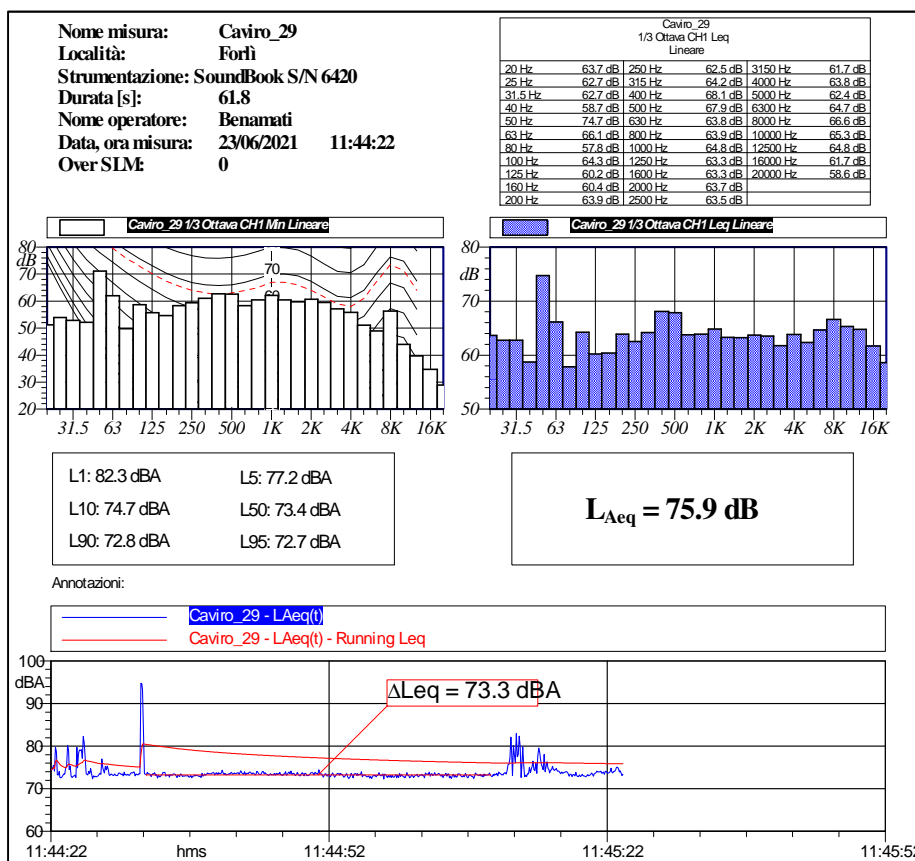 Nome misura: Caviro_29
Località: Forlì
Strumentazione: SoundBook S/N 6420
Durata [s]: 61.8
Nome operatore: Benamati
Data, ora misura: 23/06/2021 11:44:22
Over SLM: 0
Caviro_29
1/3 Ottava CH1 Leq
Lineare
20 Hz 63.7 dB 250 Hz 62.5 dB 3150 Hz 61.7 dB
25 Hz 62.7 dB 315 Hz 64.2 dB 4000 Hz 63.8 dB
31.5 Hz 62.7 dB 400 Hz 68.1 dB 5000 Hz 62.4 dB
40 Hz 58.7 dB 500 Hz 67.9 dB 6300 Hz 64.7 dB
50 Hz 74.7 dB 630 Hz 63.8 dB 8000 Hz 66.6 dB
63 Hz 66.1 dB 800 Hz 63.9 dB 10000 Hz 65.3 dB
80 Hz 57.8 dB 1000 Hz 64.8 dB 12500 Hz 64.8 dB
100 Hz 64.3 dB 1250 Hz 63.3 dB 16000 Hz 61.7 dB
125 Hz 60.2 dB 1600 Hz 63.3 dB 20000 Hz 58.6 dB
160 Hz 60.4 dB 2000 Hz 63.7 dB
200 Hz 63.9 dB 2500 Hz 63.5 dB
Caviro_29 1/3 Ottava CH1 Min Lineare
80
dB
70
60
50
40
30
20
70
31.5 63 125 250 500 1K 2K 4K 8K 16K
Caviro_29 1/3 Ottava CH1 Leq Lineare
80
dB
70
60
50
31.5 63 125 250 500 1K 2K 4K 8K 16K
L1: 82.3 dBA L5: 77.2 dBA
L10: 74.7 dBA L50: 73.4 dBA
L90: 72.8 dBA L95: 72.7 dBA
LAeq = 75.9 dB
Annotazioni:
Caviro_29 - LAeq(t)
Caviro_29 - LAeq(t) - Running Leq
100
dBA
90
80
70
60
ΔLeq = 73.3 dBA
11:44:22 hms 11:44:52 11:45:22 11:45:52